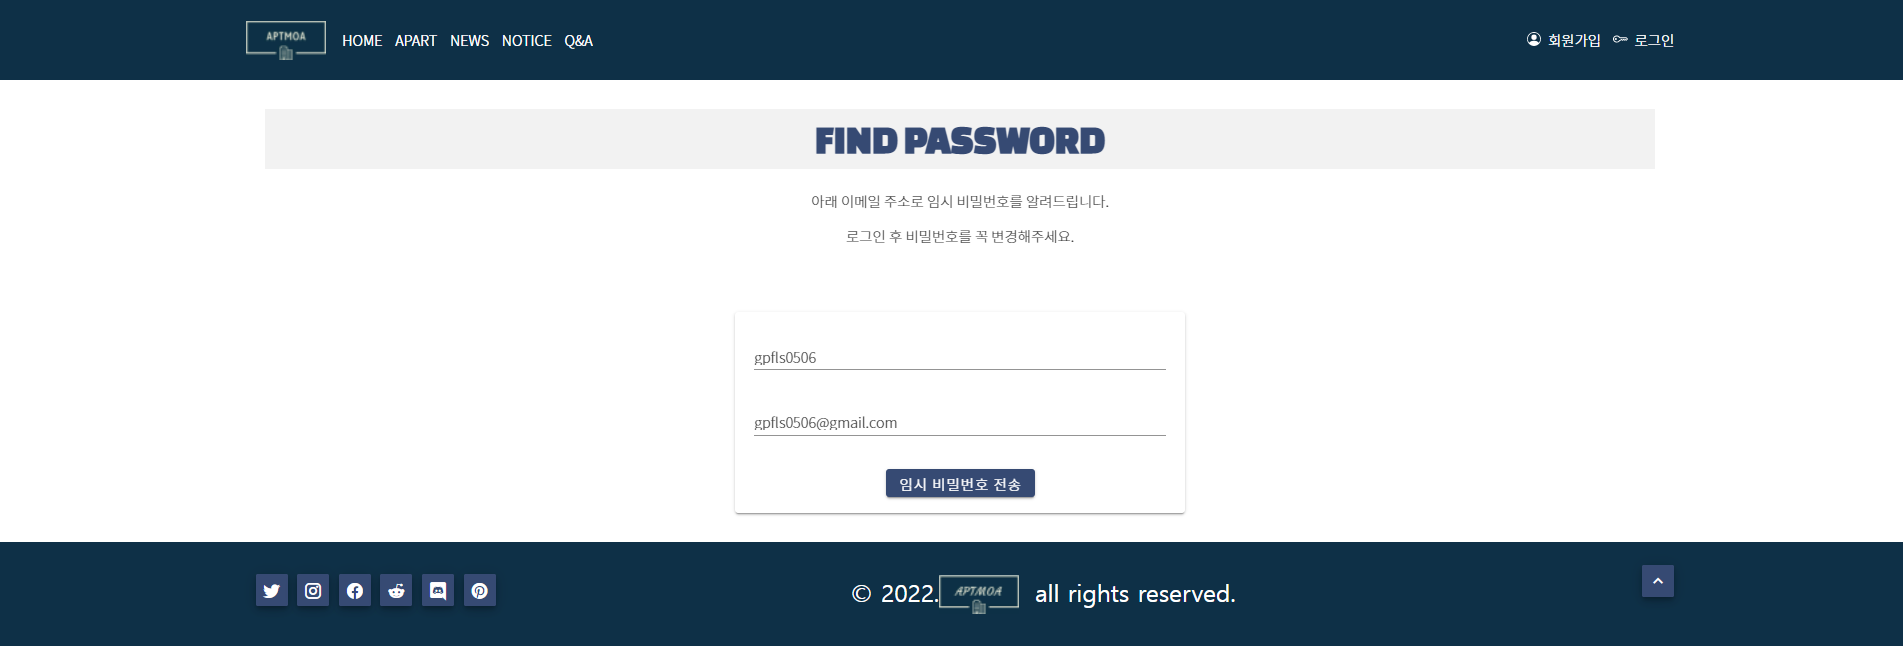 APTMOA HOME APART NEWS NOTICE Q&A 회원가입 로그인
FIND PASSWORD
아래 이메일 주소로 임시 비밀번호를 알려드립니다.
로그인 후 비밀번호를 꼭 변경해주세요.
gpfls0506
gpfls0506@gmail.com
임시 비밀번호 전송
© 2022. APTMOA all rights reserved.